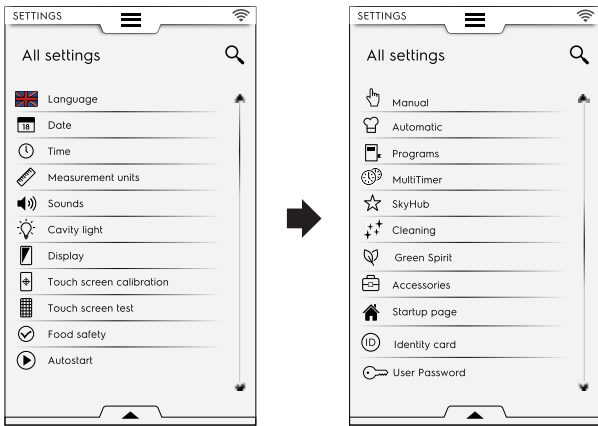 SETTINGS
All settings
Language
18
Date
Time
Measurement units
Sounds
Cavity light
Display
Touch screen calibration
Touch screen test
Food safety
Autostart
SETTINGS
All settings
Manual
Automatic
Programs
MultiTimer
SkyHub
Cleaning
Green Spirit
Accessories
Startup page
ID
Identity card
User Password